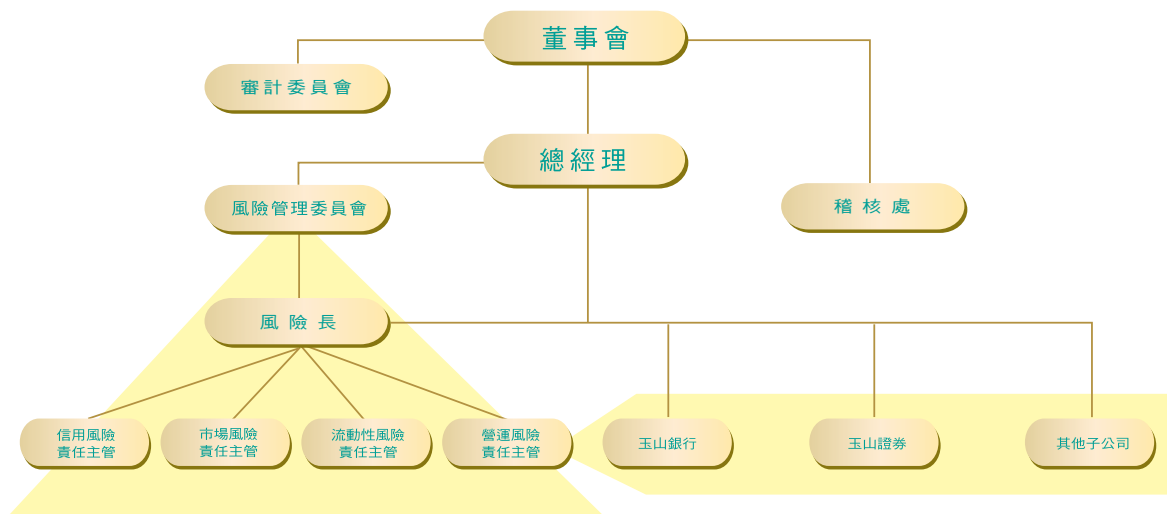 董事會
審計委員會
總經理
風險管理委員會
稽核處
風險長
信用風險
責任主管
市場風險
責任主管
流動性風險
責任主管
營運風險
責任主管
玉山銀行
玉山證券
其他子公司